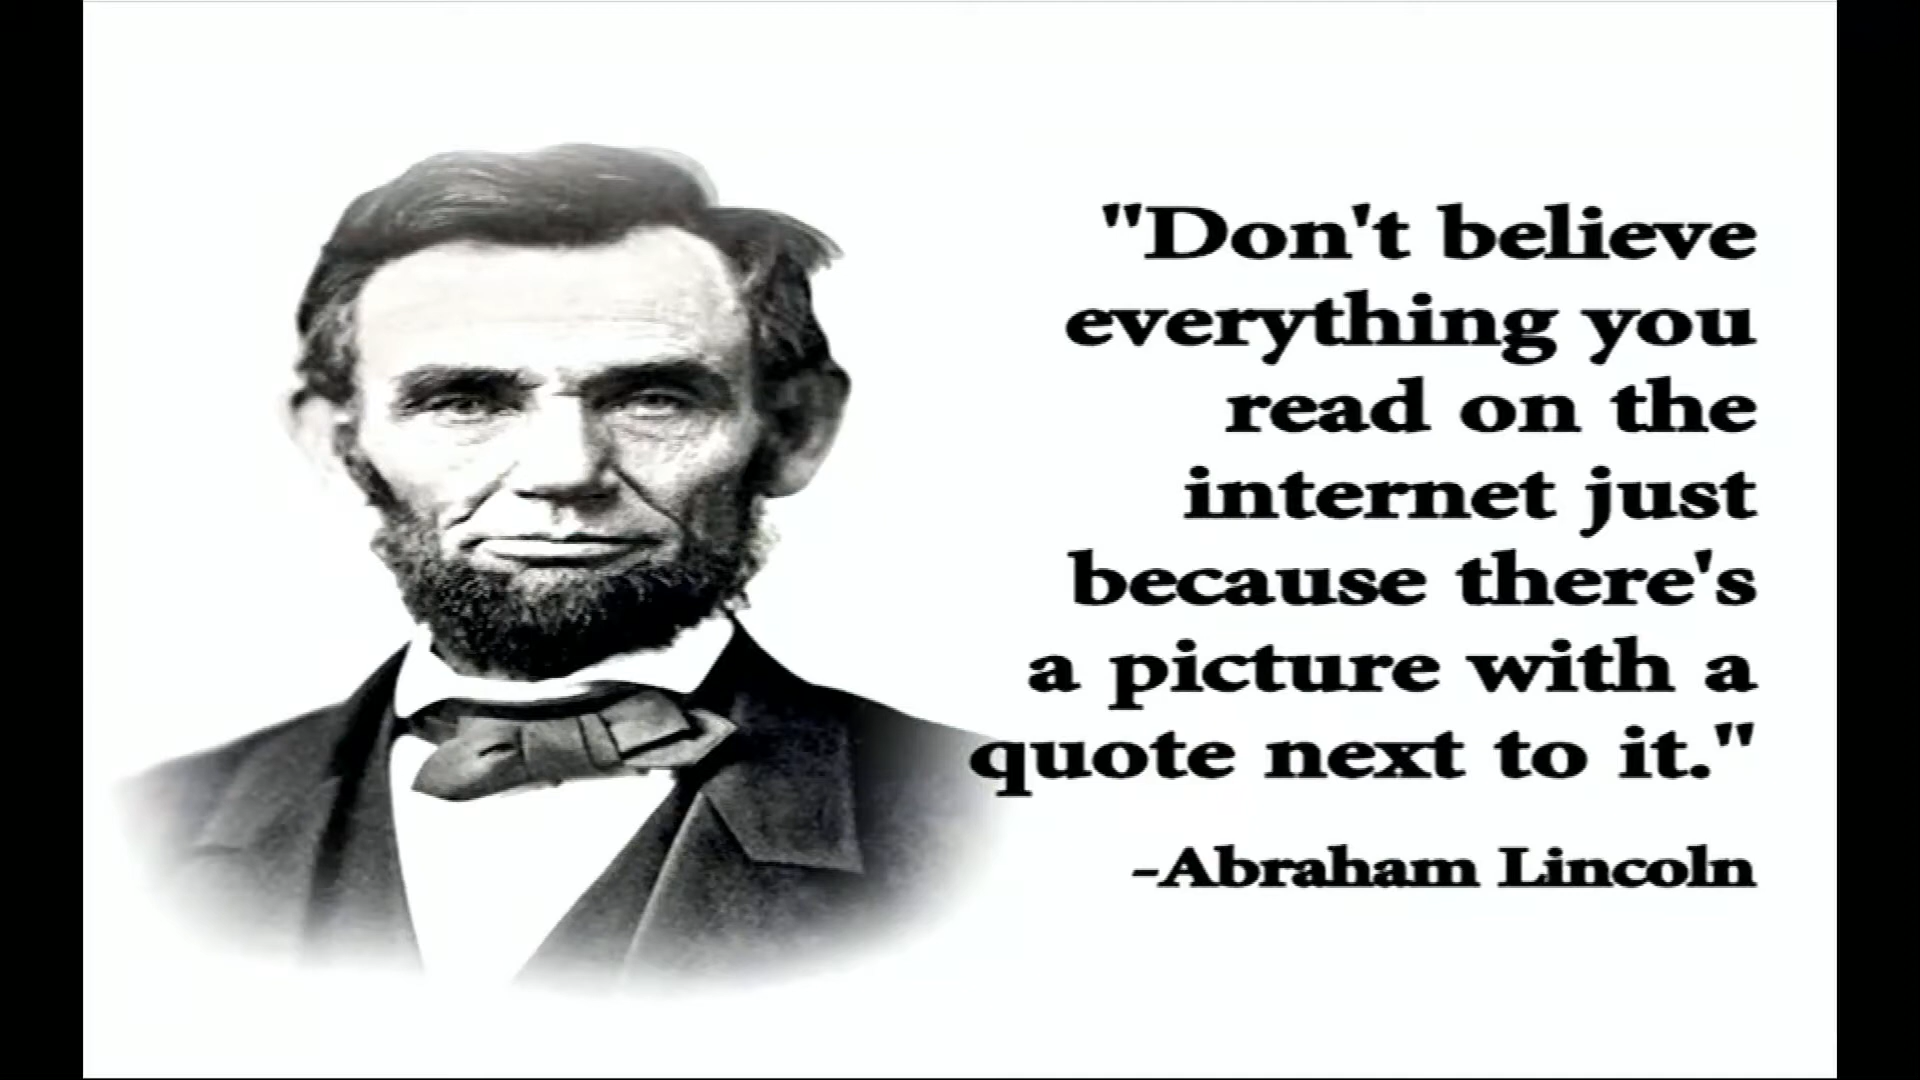 "Don't believe
everything you
read on the
internet just
because there's
a picture with a
quote next to it."
-Abraham Lincoln